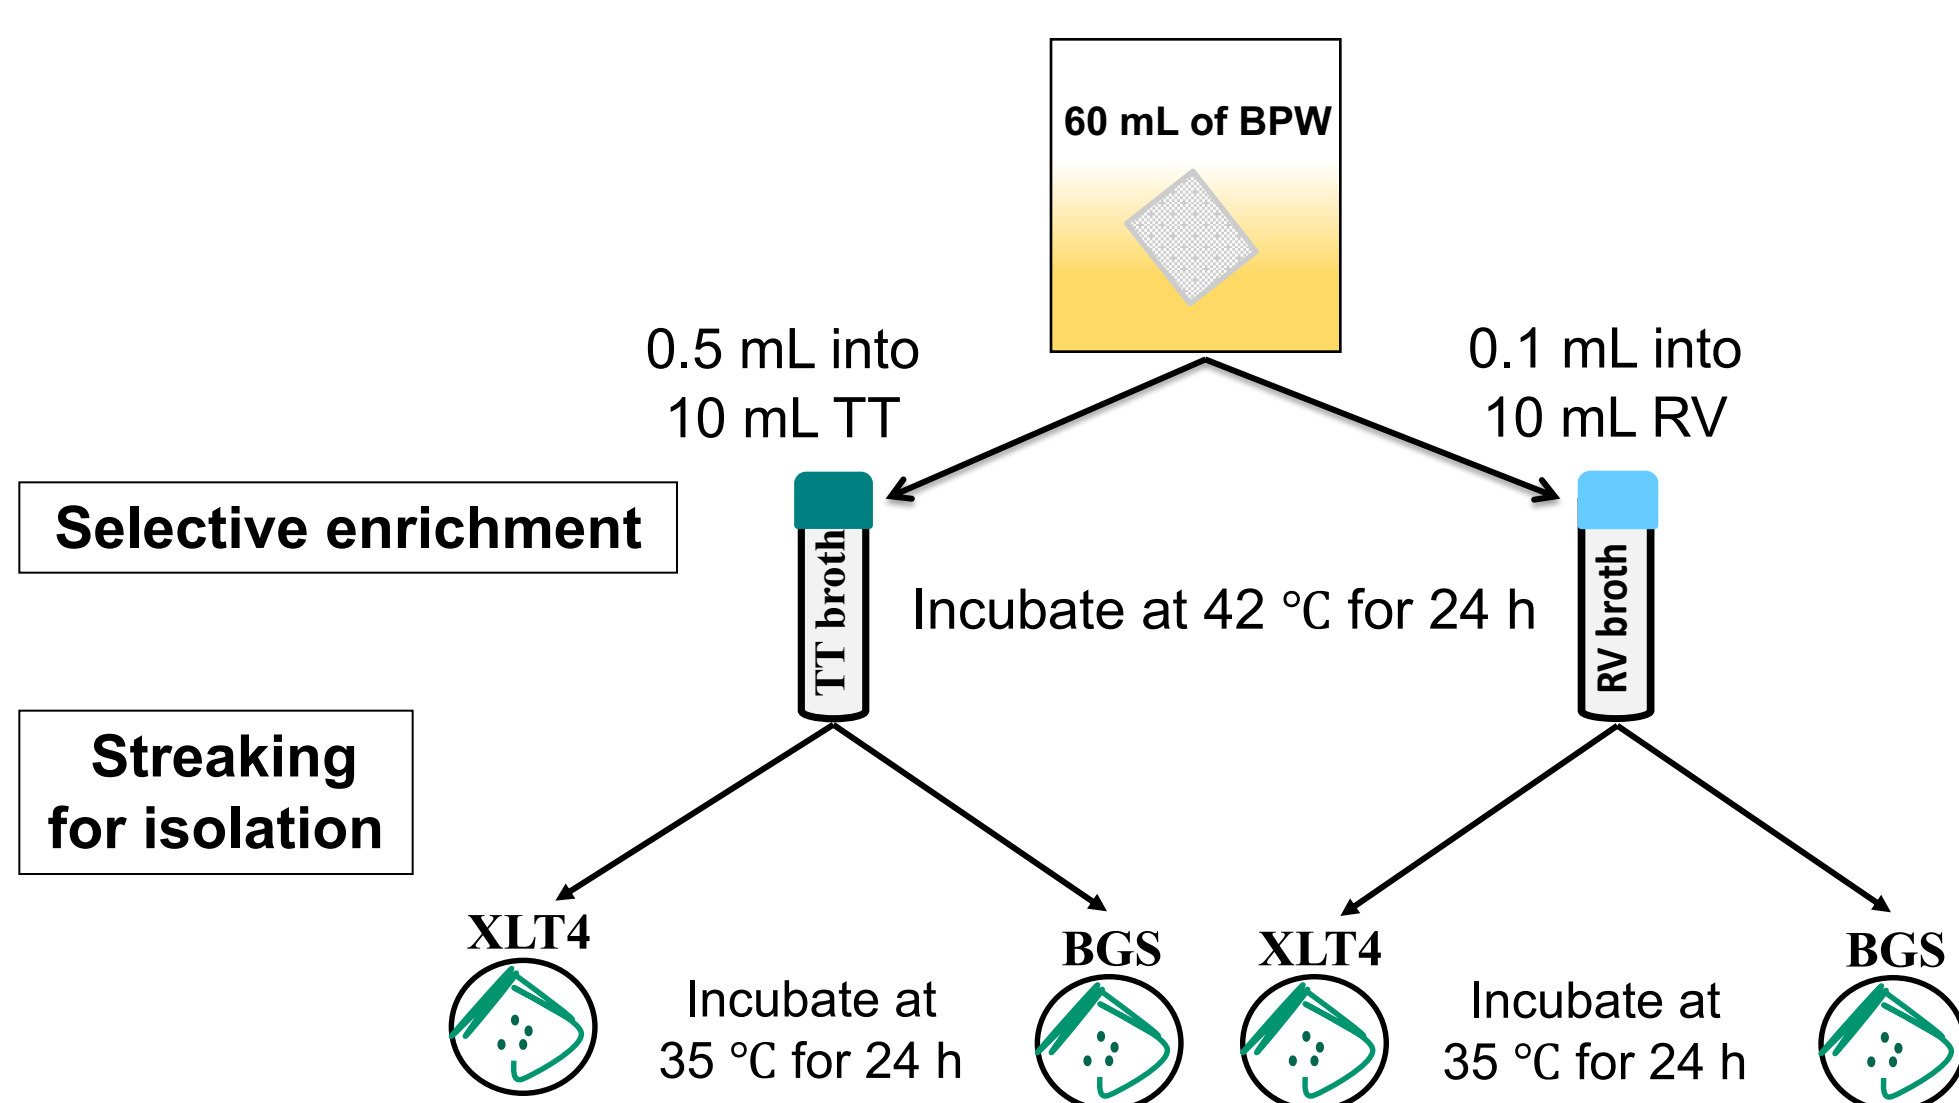 60 mL of BPW
0.5 mL into
10 mL TT
0.1 mL into
10 mL RV
Selective enrichment
TT broth
Incubate at 42 ℃ for 24 h
RV broth
Streaking
for isolation
XLT4
BGS
XLT4
BGS
Incubate at
35 ℃ for 24 h
Incubate at
35 ℃ for 24 h